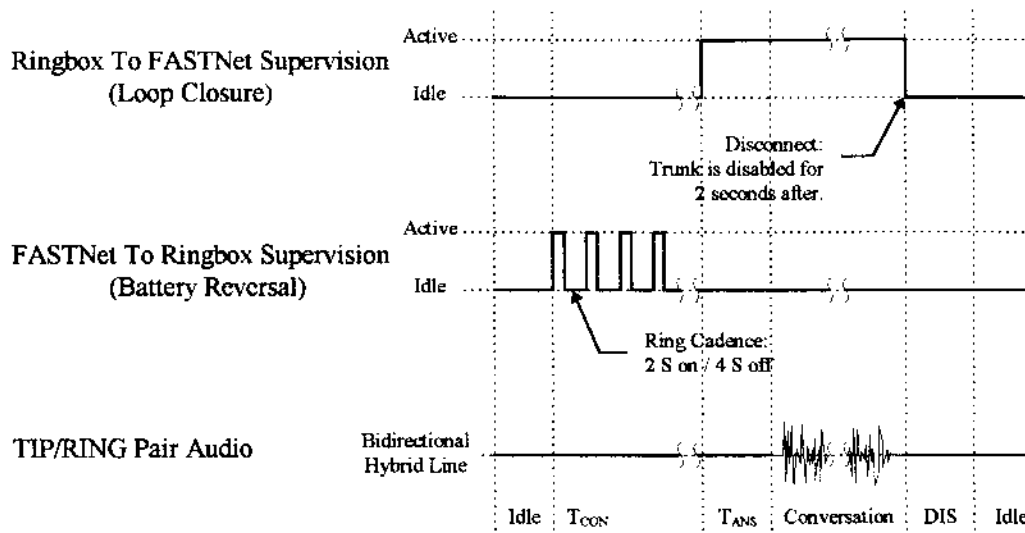 Ringbox To FASTNet Supervision
(Loop Closure)
Active
Idle
Disconnect:
Trunk is disabled for
2 seconds after.
FASTNet To Ringbox Supervision
(Battery Reversal)
Active
Idle
Ring Cadence:
2 S on / 4 S off
TIP/RING Pair Audio
Bidirectional
Hybrid Line
Idle TCON TANS Conversation DIS Idle